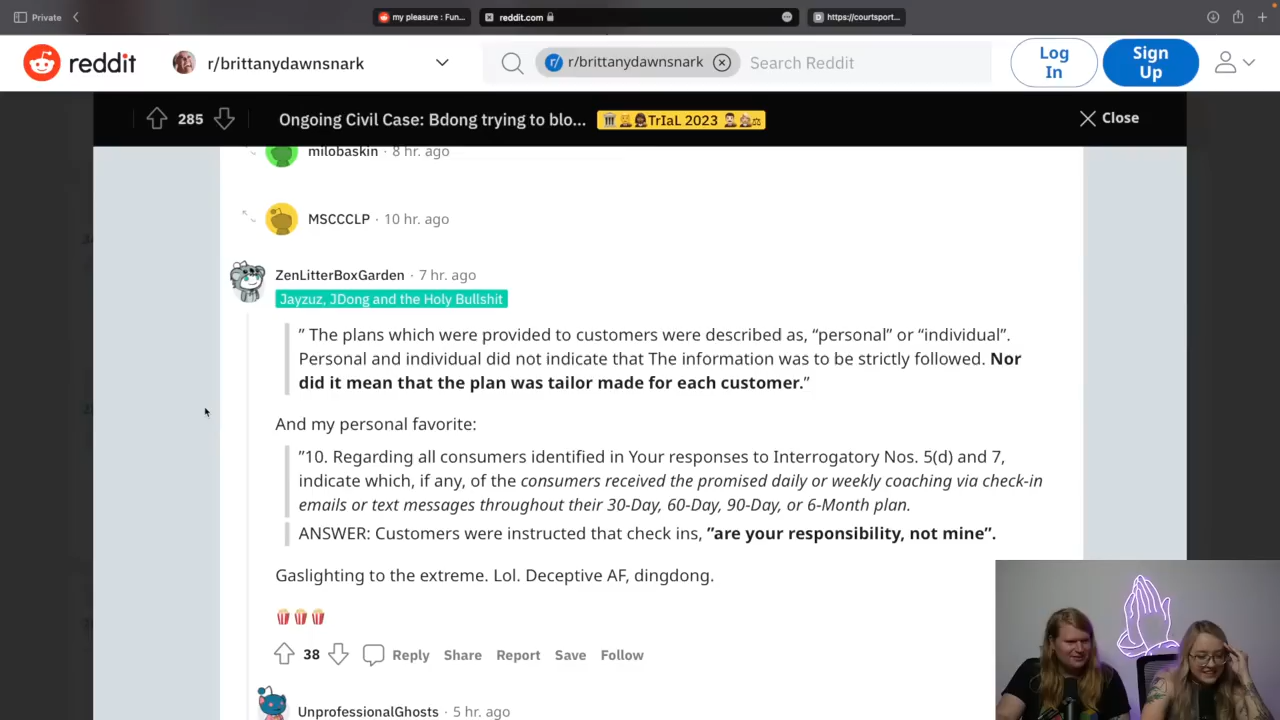 Private
my pleasure : Fun...
reddit.com
https://courtsport...
reddit
r/brittanydawnsnark
r/brittanydawnsnark
Search Reddit
Log In
Sign Up
285
Ongoing Civil Case: Bdong trying to blo...
TrIaL 2023
Close
milobaskin · 8 hr. ago
MSCCCLP · 10 hr. ago
ZenLitterBoxGarden · 7 hr. ago
Jayzuz, JDong and the Holy Bullshit
” The plans which were provided to customers were described as, “personal” or “individual”.
Personal and individual did not indicate that The information was to be strictly followed. Nor
did it mean that the plan was tailor made for each customer.”
And my personal favorite:
”10. Regarding all consumers identified in Your responses to Interrogatory Nos. 5(d) and 7,
indicate which, if any, of the consumers received the promised daily or weekly coaching via check-in
emails or text messages throughout their 30-Day, 60-Day, 90-Day, or 6-Month plan.
ANSWER: Customers were instructed that check ins, ”are your responsibility, not mine”.
Gaslighting to the extreme. Lol. Deceptive AF, dingdong.
🍿🍿🍿
38
Reply
Share
Report
Save
Follow
UnprofessionalGhosts · 5 hr. ago